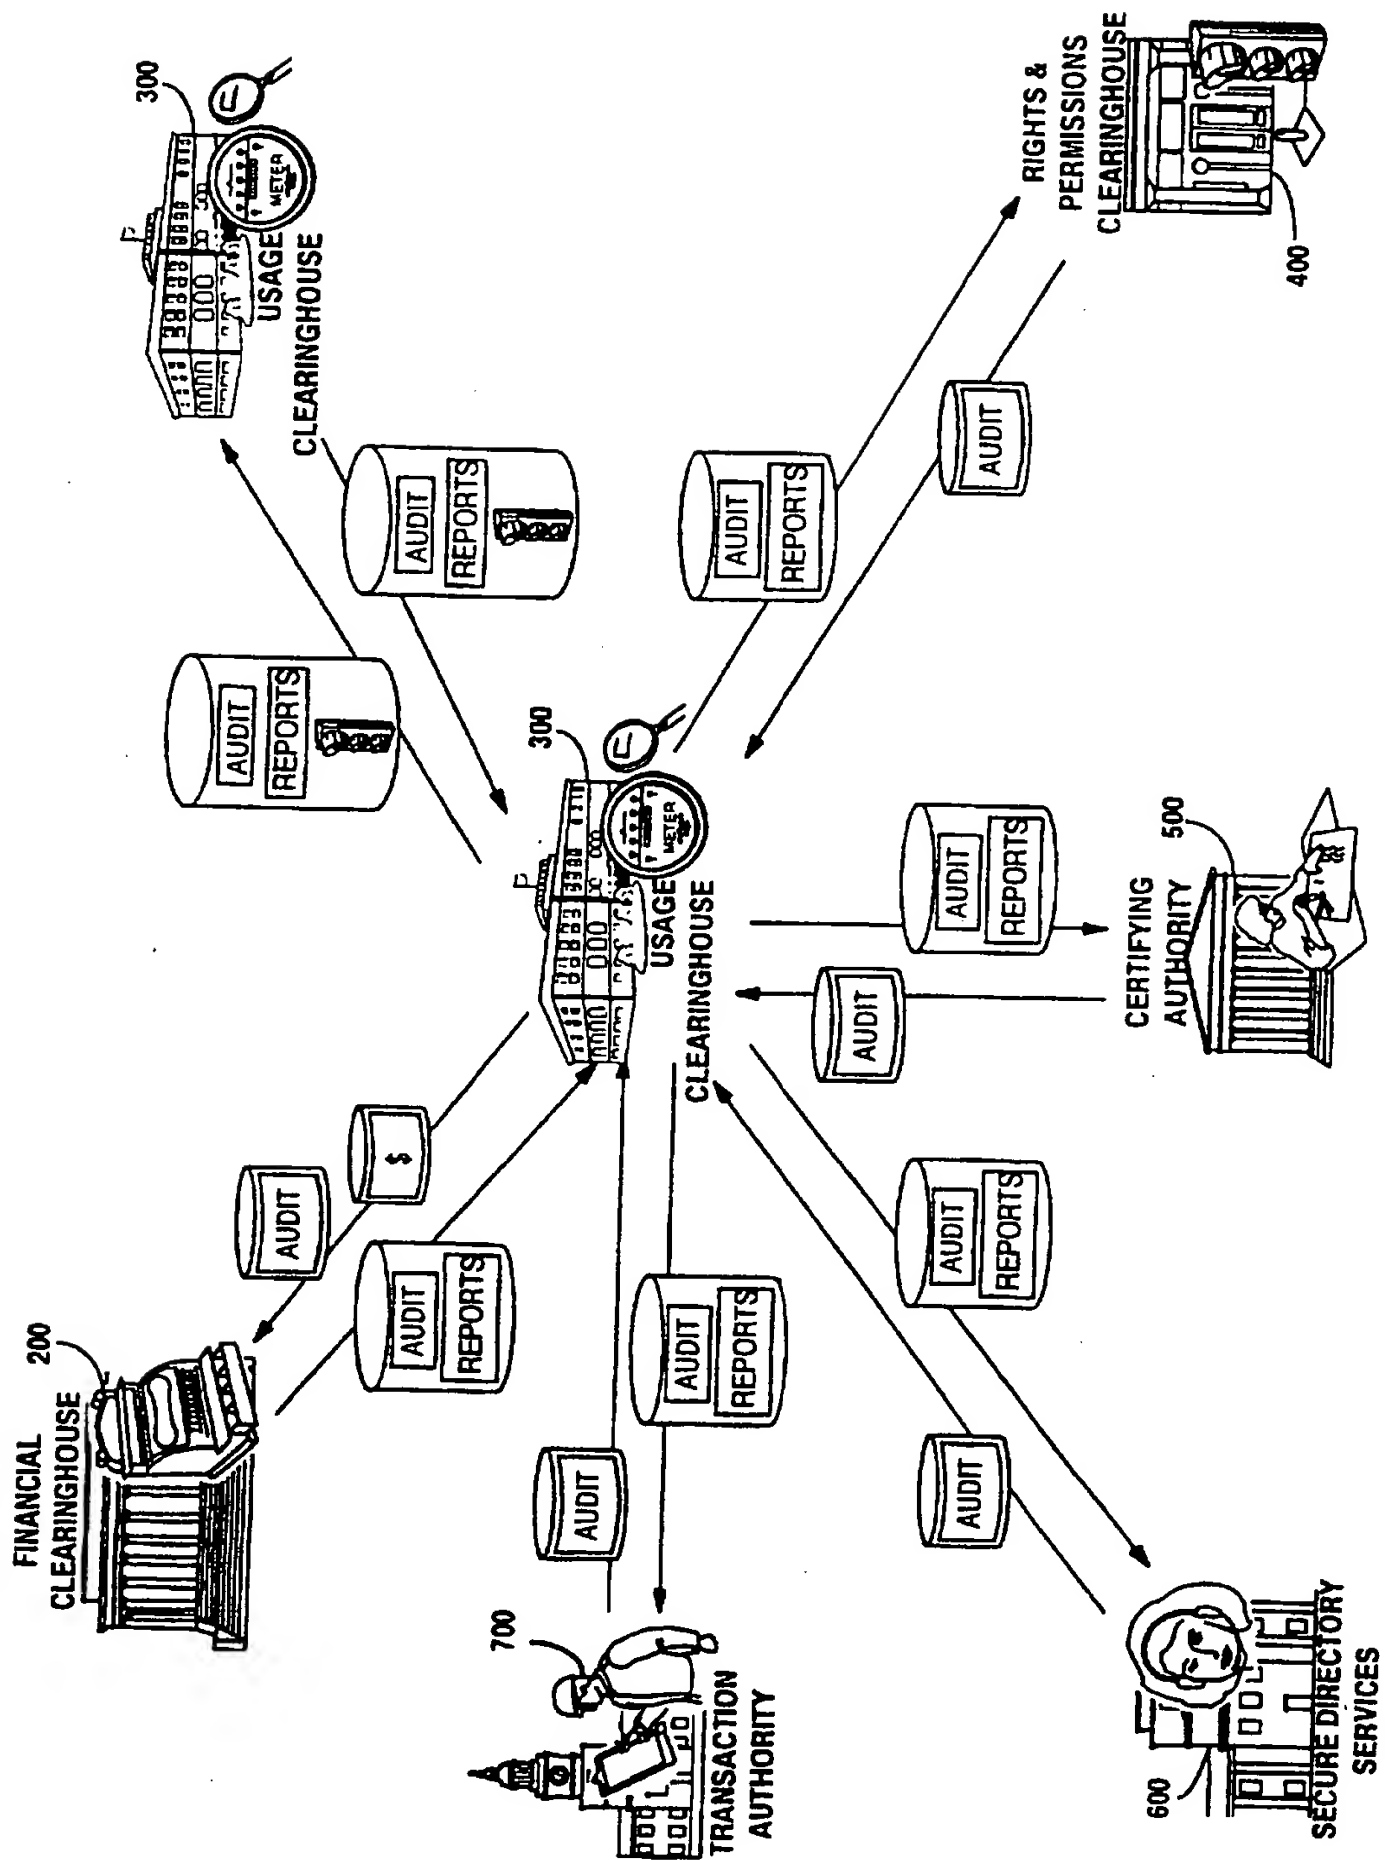 FINANCIAL
CLEARINGHOUSE
200
AUDIT
$
AUDIT
REPORTS
AUDIT
REPORTS
300
METER
USAGE
CLEARINGHOUSE
AUDIT
REPORTS
700
TRANSACTION
AUTHORITY
AUDIT
AUDIT
REPORTS
300
METER
USAGE
CLEARINGHOUSE
AUDIT
REPORTS
AUDIT
RIGHTS &
PERMISSIONS
CLEARINGHOUSE
400
AUDIT
AUDIT
REPORTS
600
SECURE DIRECTORY
SERVICES
AUDIT
AUDIT
REPORTS
CERTIFYING
AUTHORITY
500